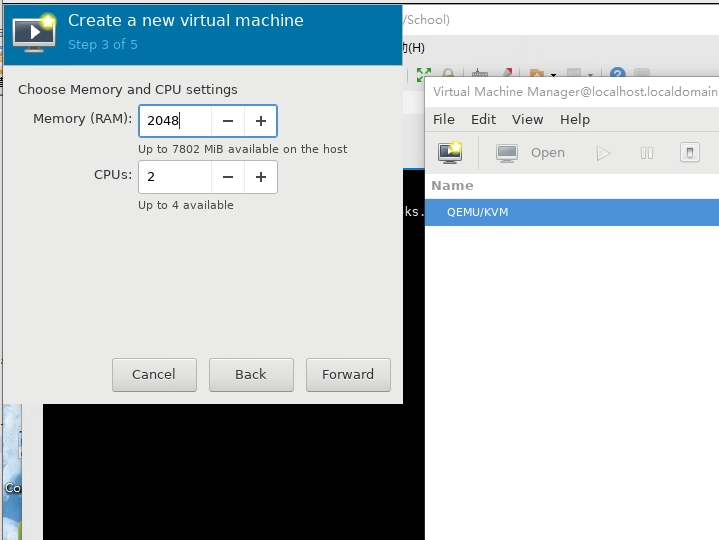 Create a new virtual machine
Step 3 of 5
Choose Memory and CPU settings
Memory (RAM): 2048
Up to 7802 MiB available on the host
CPUs: 2
Up to 4 available
Cancel Back Forward
/School)
(H)
Virtual Machine Manager@localhost.localdomain
File Edit View Help
Open
Name
QEMU/KVM
ks.
Co